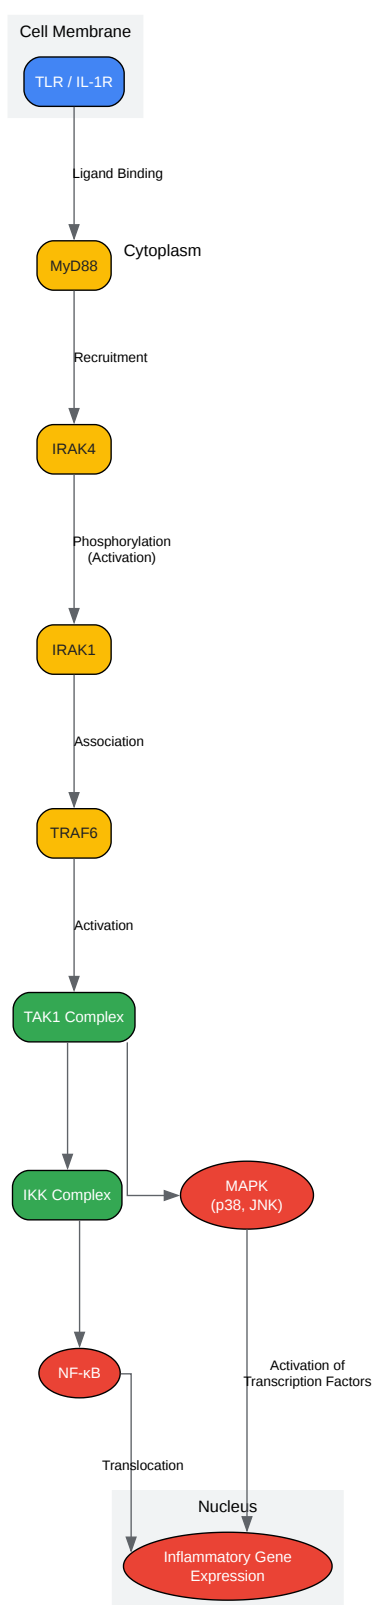 Cell Membrane
TLR / IL-1R
Ligand Binding
Cytoplasm
MyD88
Recruitment
IRAK4
Phosphorylation
(Activation)
IRAK1
Association
TRAF6
Activation
TAK1 Complex
IKK Complex
MAPK
(p38, JNK)
NF-κB
Activation of
Transcription Factors
Translocation
Nucleus
Inflammatory Gene
Expression